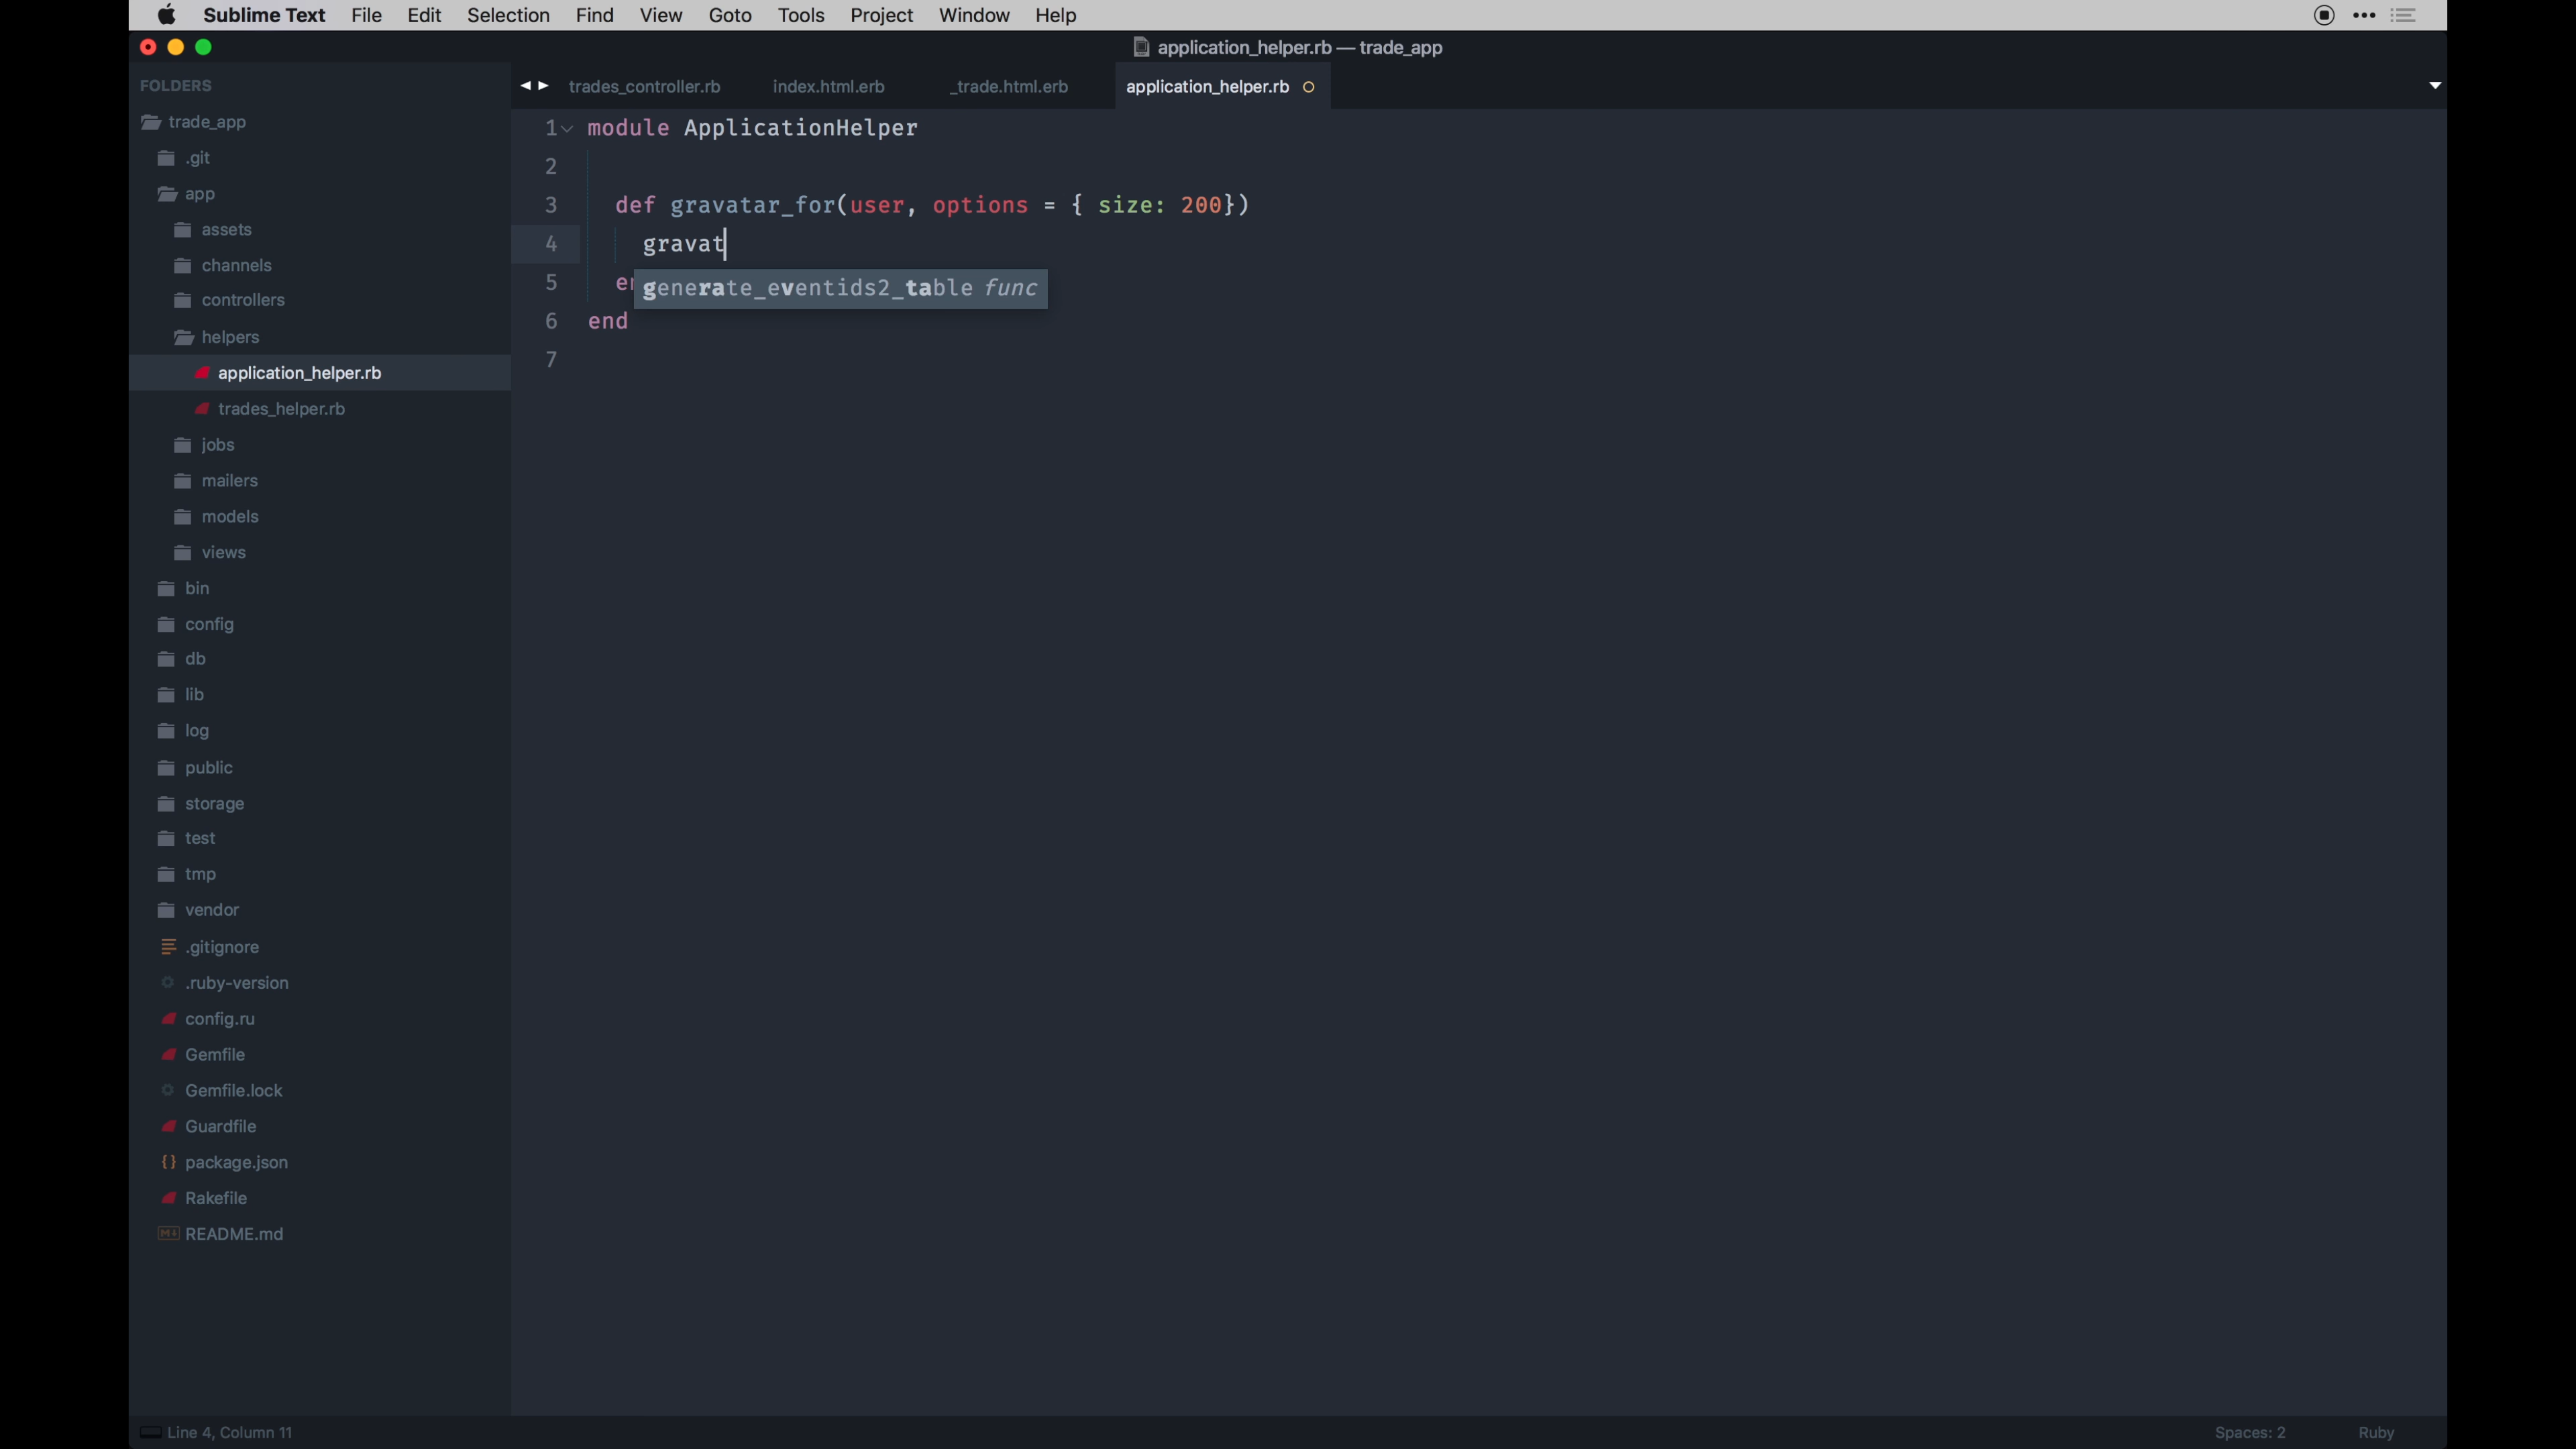 Sublime Text File Edit Selection Find View Goto Tools Project Window Help
application_helper.rb — trade_app
FOLDERS
trade_app
.git
app
assets
channels
controllers
helpers
application_helper.rb
trades_helper.rb
jobs
mailers
models
views
bin
config
db
lib
log
public
storage
test
tmp
vendor
.gitignore
.ruby-version
config.ru
Gemfile
Gemfile.lock
Guardfile
package.json
Rakefile
README.md
trades_controller.rb index.html.erb _trade.html.erb application_helper.rb
1 module ApplicationHelper
2
3 def gravatar_for(user, options = { size: 200})
4 gravat
5 en
generate_eventids2_table func
6 end
7
Line 4, Column 11 Spaces: 2 Ruby